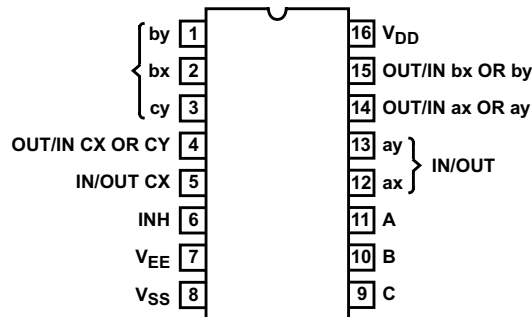 by 1
bx 2
cy 3
OUT/IN CX OR CY 4
IN/OUT CX 5
INH 6
VEE 7
VSS 8
16 VDD
15 OUT/IN bx OR by
14 OUT/IN ax OR ay
13 ay
12 ax
IN/OUT
11 A
10 B
9 C